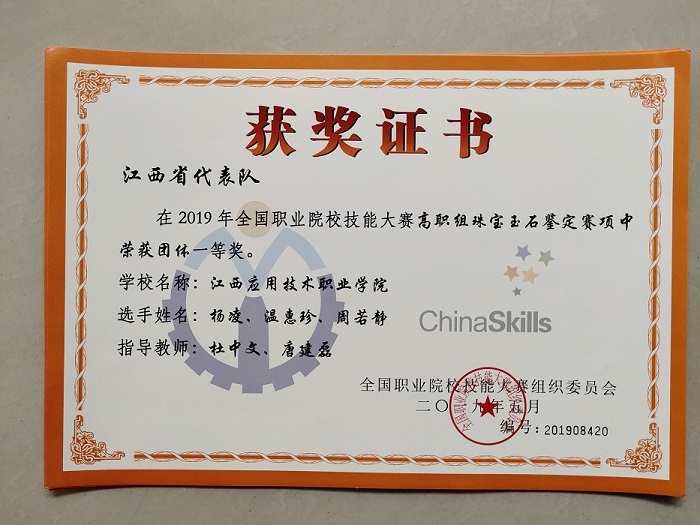 获奖证书
江西省代表队
在2019年全国职业院校技能大赛高职组珠宝玉石鉴定赛项中
荣获团体一等奖。
学校名称：江西应用技术职业学院
选手姓名：杨凌、温惠珍、周若静
指导教师：杜中文、唐建磊
ChinaSkills
全国职业院校技能大赛组织委员会
二〇一九年五月
编号：201908420